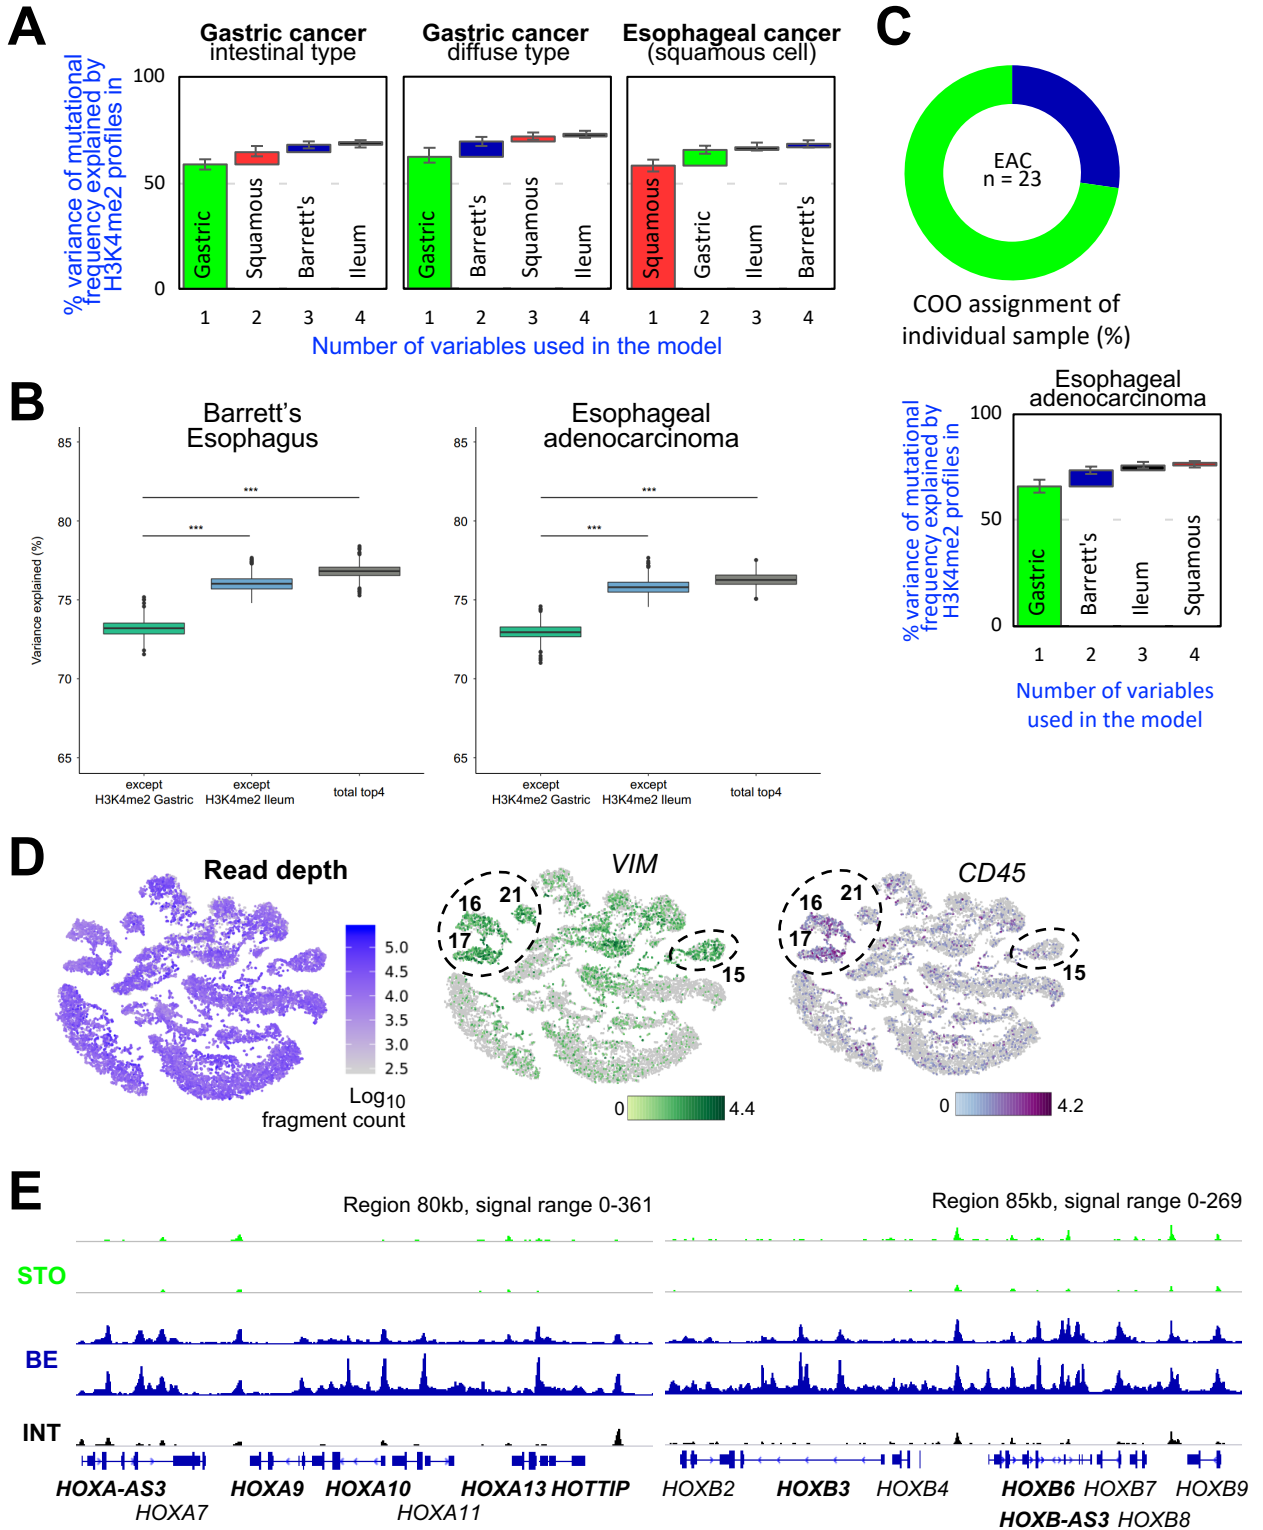 A
Gastric cancer
intestinal type
Gastric cancer
diffuse type
Esophageal cancer
(squamous cell)
% variance of mutational
frequency explained by
H3K4me2 profiles in
100
50
0
Gastric
Squamous
Barrett's
Ileum
Gastric
Barrett's
Squamous
Ileum
Squamous
Gastric
Ileum
Barrett's
1 2 3 4
1 2 3 4
1 2 3 4
Number of variables used in the model
C
EAC
n = 23
COO assignment of
individual sample (%)
Esophageal
adenocarcinoma
% variance of mutational
frequency explained by
H3K4me2 profiles in
100
50
0
Gastric
Barrett's
Ileum
Squamous
1 2 3 4
Number of variables
used in the model
B
Barrett's
Esophagus
Variance explained (%)
85
80
75
70
65
***
***
except
H3K4me2 Gastric
except
H3K4me2 Ileum
total top4
Esophageal
adenocarcinoma
85
80
75
70
65
***
***
except
H3K4me2 Gastric
except
H3K4me2 Ileum
total top4
D
Read depth
5.0
4.5
4.0
3.5
3.0
2.5
Log10
fragment count
VIM
16
21
17
15
0
4.4
CD45
16
21
17
15
0
4.2
E
Region 80kb, signal range 0-361
Region 85kb, signal range 0-269
STO
BE
INT
HOXA-AS3
HOXA7
HOXA9
HOXA10
HOXA11
HOXA13
HOTTIP
HOXB2
HOXB3
HOXB4
HOXB6
HOXB7
HOXB9
HOXB-AS3
HOXB8